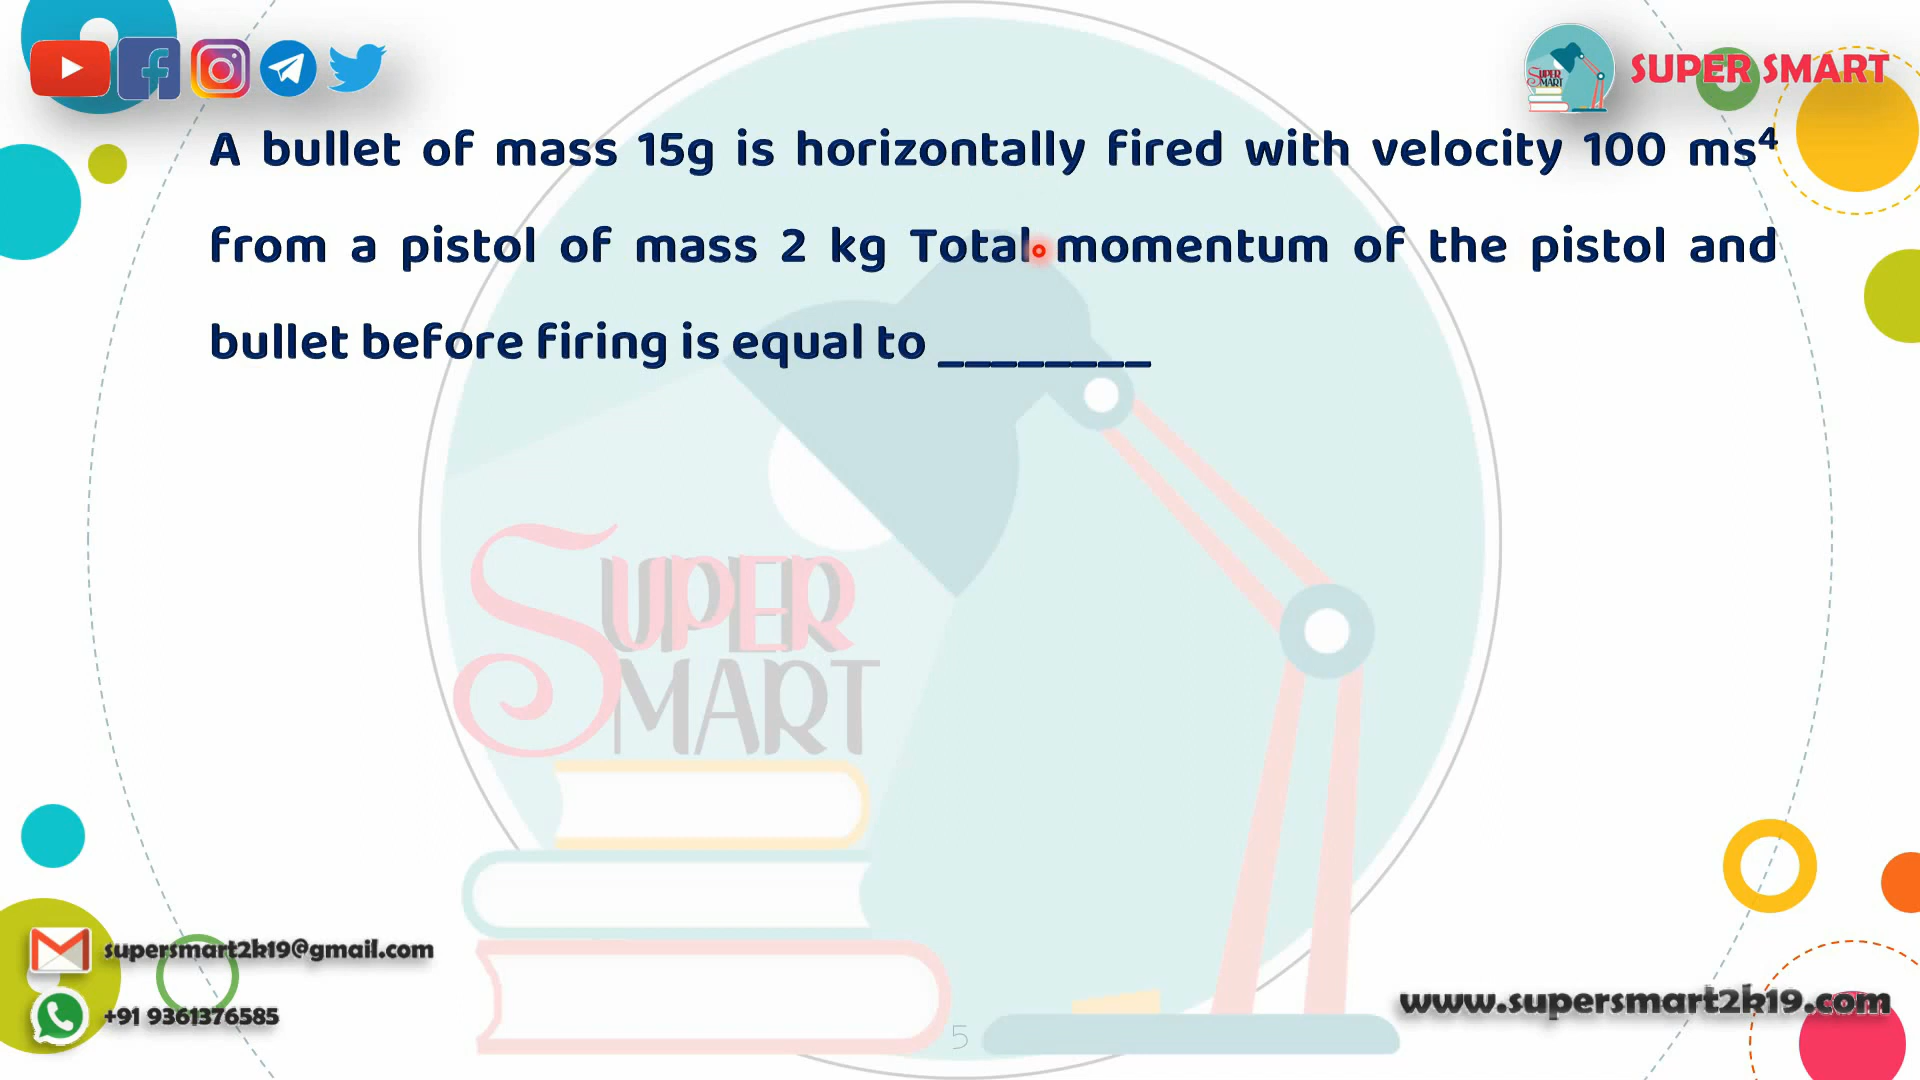 SUPER SMART
SUPER
SMART
A bullet of mass 15g is horizontally fired with velocity 100 ms⁴
from a pistol of mass 2 kg Total momentum of the pistol and
bullet before firing is equal to ________
SUPER
MART
supersmart2k19@gmail.com
+91 9361376585
5
www.supersmart2k19.com